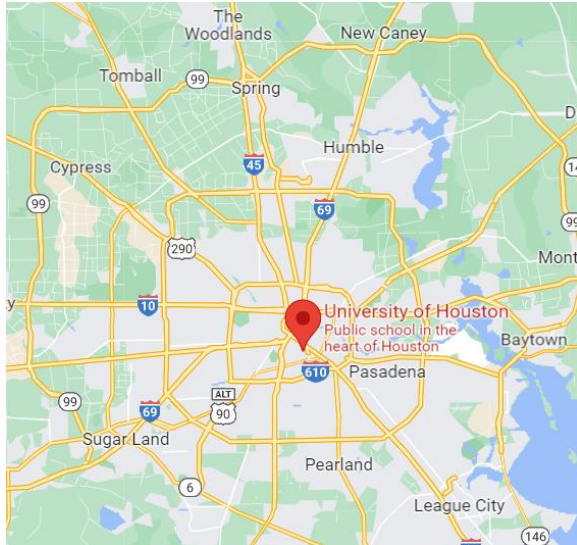 The
Woodlands
New Caney
Tomball
99
Spring
D
Humble
45
Cypress
14
99
69
99
290
Mont
10
University of Houston
Public school in the
heart of Houston
Baytown
610
Pasadena
ALT
90
99
69
Sugar Land
Pearland
6
League City
146